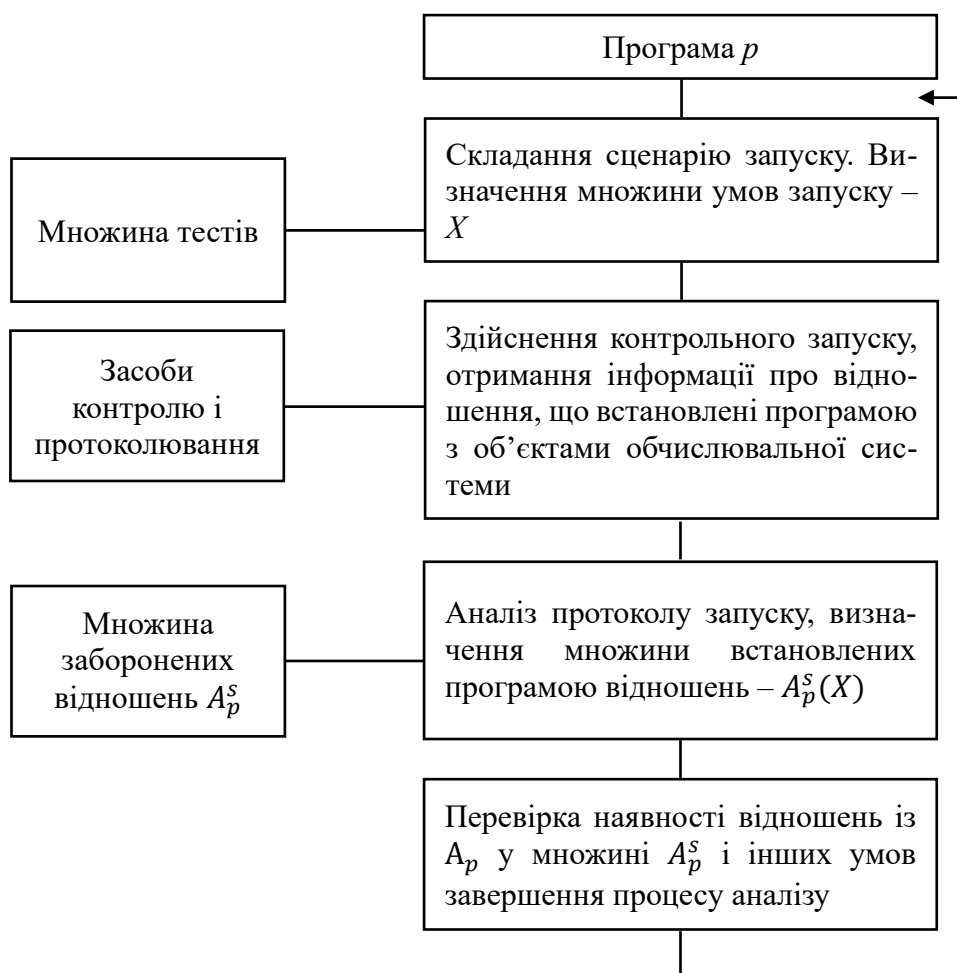 Програма p
Складання сценарію запуску. Ви-
значення множини умов запуску –
X
Множина тестів
Здійснення контрольного запуску,
отримання інформації про відно-
шення, що встановлені програмою
з об’єктами обчислювальної сис-
теми
Засоби
контролю і
протоколювання
Аналіз протоколу запуску, визна-
чення множини встановлених
програмою відношень – A_p^s(X)
Множина
заборонених
відношень A_p^s
Перевірка наявності відношень із
A_p у множині A_p^s і інших умов
завершення процесу аналізу